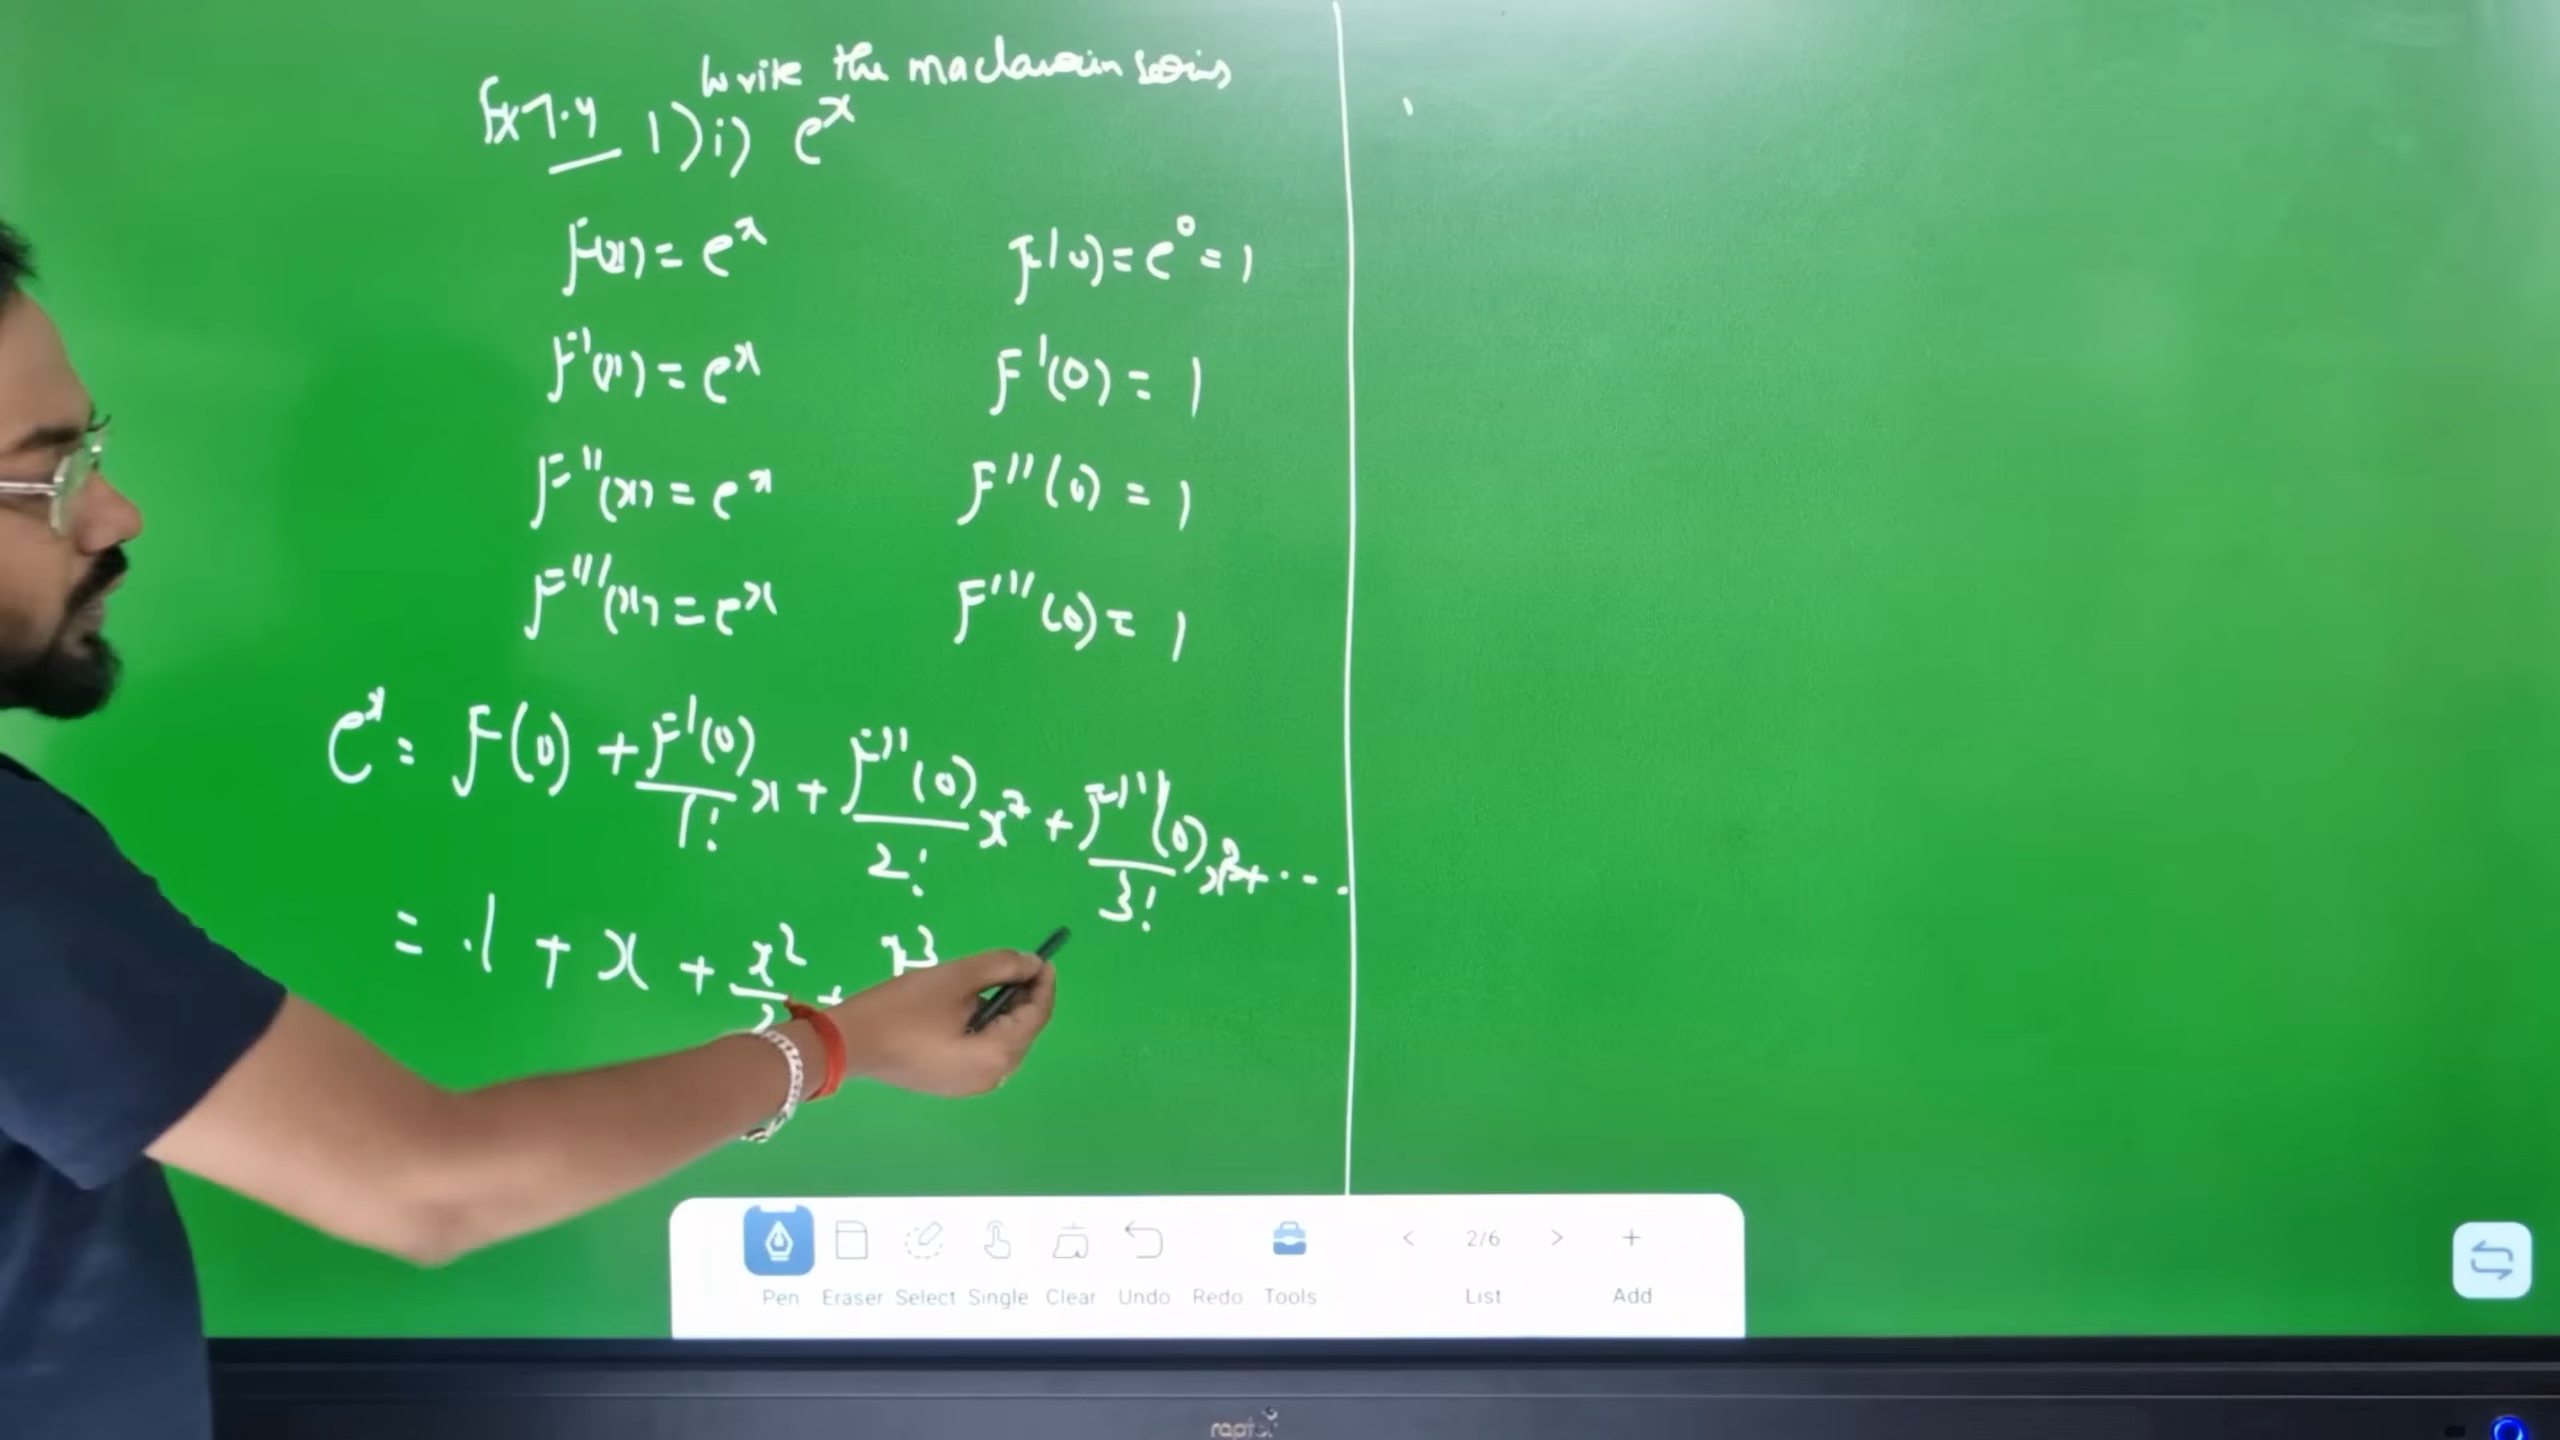 Write the maclaurin series
Ex 7.4 1) i) e^x
f(x) = e^x
f(0) = e^0 = 1
f'(x) = e^x
f'(0) = 1
f''(x) = e^x
f''(0) = 1
f'''(x) = e^x
f'''(0) = 1
e^x = f(0) + f'(0)/1! x + f''(0)/2! x^2 + f'''(0)/3! x^3 + ....
= 1 + x + x^2/2 + x^3
Pen Eraser Select Single Clear Undo Redo Tools
< 2/6 > +
List Add